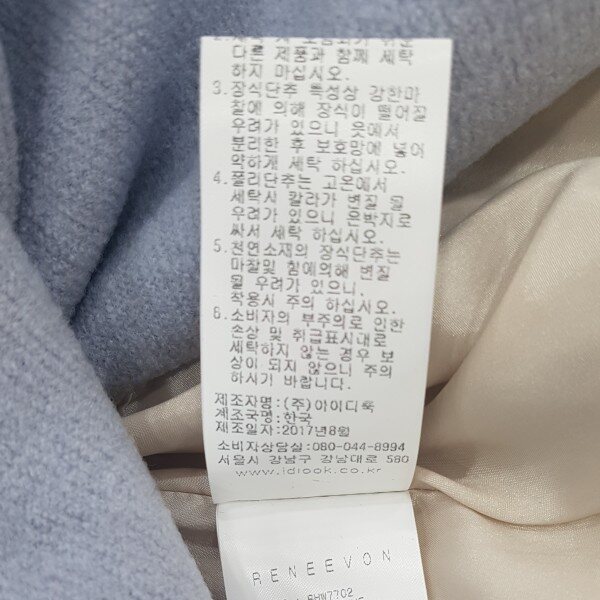 다른 제품과 함께 세탁
하지 마십시오.
3.장식단추 특성상 강한마
찰에 의해 장식이 떨어질
우려가 있으니 옷에서
분리한 후 보호망에 넣어
약하게 세탁 하십시오.
4.폴리단추는 고온에서
세탁시 칼라가 변질 될
우려가 있으니 은박지로
싸서 세탁 하십시오.
5.천연소재의 장식단추는
마찰및 힘에의해 변질
될 우려가 있으니,
착용시 주의 하십시오.
6.소비자의 부주의로 인한
손상 및 취급표시대로
세탁하지 않는 경우 보
상이 되지 않으니 주의
하시기 바랍니다.
제조자명:(주)아이디룩
제조국명:한국
제조일자:2017년8월
소비자상담실:080-044-8994
서울시 강남구 강남대로 580
www.idlook.co.kr
RENEEVON